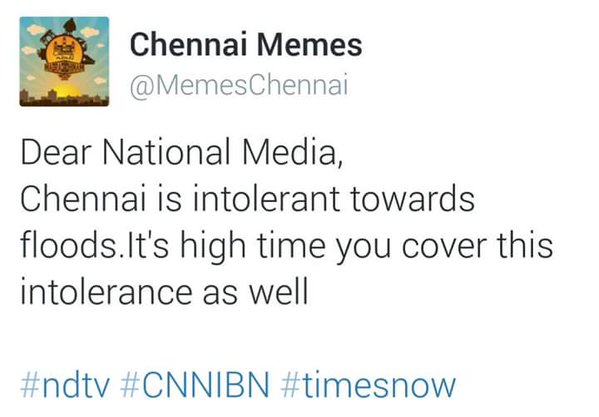 Chennai Memes
@MemesChennai
Dear National Media,
Chennai is intolerant towards
floods.It's high time you cover this
intolerance as well
#ndtv #CNNIBN #timesnow